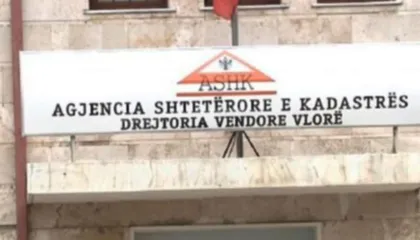 ASHK
AGJENCIA SHTETËRORE E KADASTRËS
DREJTORIA VENDORE VLORË